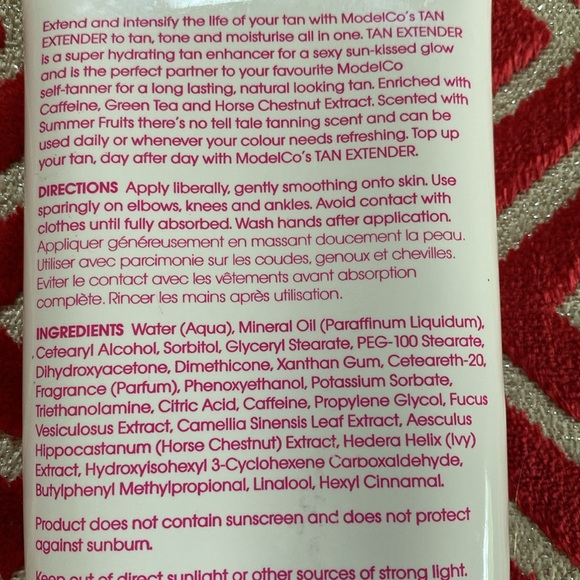 Extend and intensify the life of your tan with ModelCo's TAN
EXTENDER to tan, tone and moisturise all in one. TAN EXTENDER
is a super hydrating tan enhancer for a sexy sun-kissed glow
and is the perfect partner to your favourite ModelCo
self-tanner for a long lasting, natural looking tan. Enriched with
Caffeine, Green Tea and Horse Chestnut Extract. Scented with
Summer Fruits there's no tell tale tanning scent and can be
used daily or whenever your colour needs refreshing. Top up
your tan, day after day with ModelCo's TAN EXTENDER.
DIRECTIONS Apply liberally, gently smoothing onto skin. Use
sparingly on elbows, knees and ankles. Avoid contact with
clothes until fully absorbed. Wash hands after application.
Appliquer généreusement en massant doucement la peau.
Utiliser avec parcimonie sur les coudes, genoux et chevilles.
Eviter le contact avec les vêtements avant absorption
complète. Rincer les mains après utilisation.
INGREDIENTS Water (Aqua), Mineral Oil (Paraffinum Liquidum),
Cetearyl Alcohol, Sorbitol, Glyceryl Stearate, PEG-100 Stearate,
Dihydroxyacetone, Dimethicone, Xanthan Gum, Ceteareth-20,
Fragrance (Parfum), Phenoxyethanol, Potassium Sorbate,
Triethanolamine, Citric Acid, Caffeine, Propylene Glycol, Fucus
Vesiculosus Extract, Camellia Sinensis Leaf Extract, Aesculus
Hippocastanum (Horse Chestnut) Extract, Hedera Helix (Ivy)
Extract, Hydroxyisohexyl 3-Cyclohexene Carboxaldehyde,
Butylphenyl Methylpropional, Linalool, Hexyl Cinnamal.
Product does not contain sunscreen and does not protect
against sunburn.
Keep out of direct sunlight or other sources of strong light.